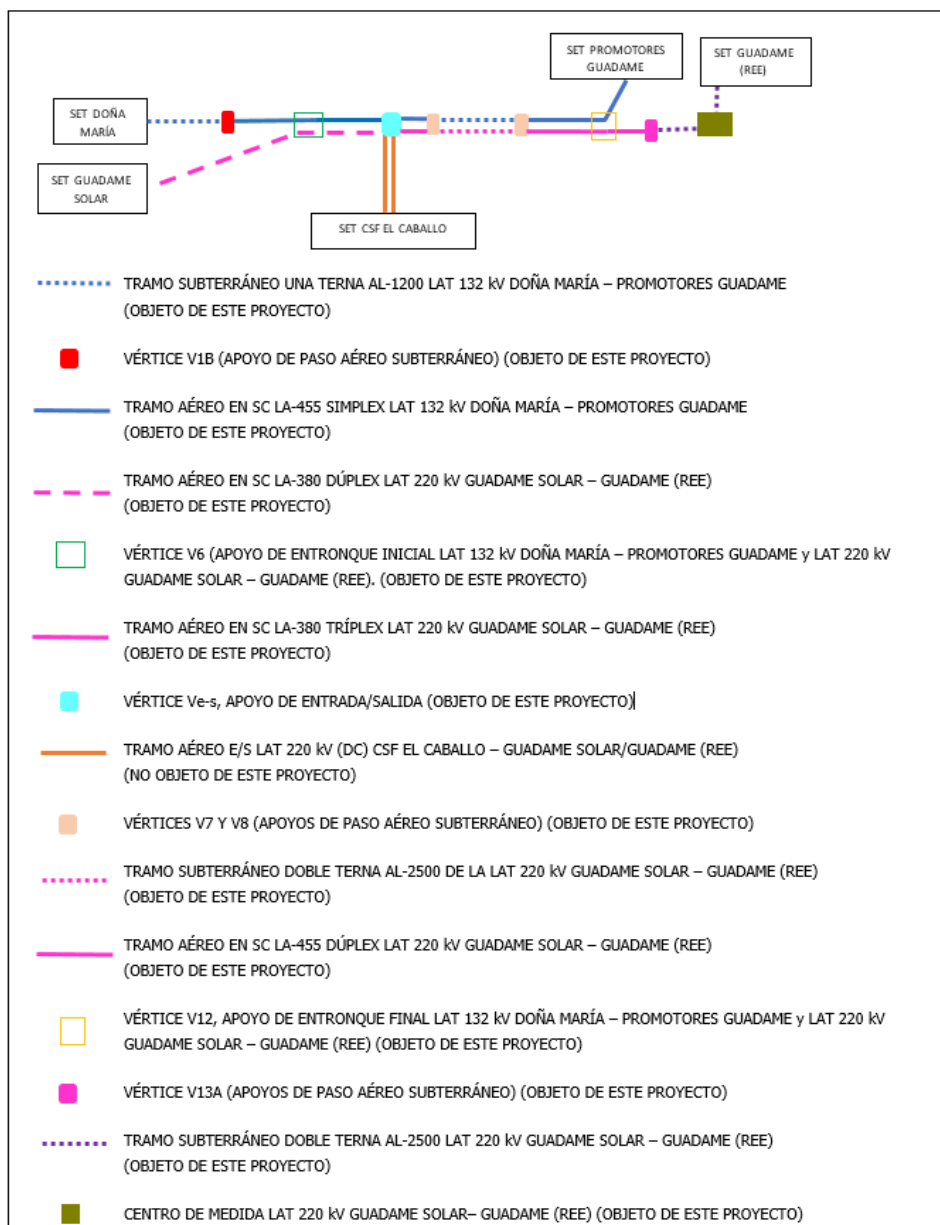 SET PROMOTORES
GUADAME
SET GUADAME
(REE)
SET DOÑA
MARÍA
SET GUADAME
SOLAR
SET CSF EL CABALLO
TRAMO SUBTERRÁNEO UNA TERNA AL-1200 LAT 132 kV DOÑA MARÍA – PROMOTORES GUADAME
(OBJETO DE ESTE PROYECTO)
VÉRTICE V1B (APOYO DE PASO AÉREO SUBTERRÁNEO) (OBJETO DE ESTE PROYECTO)
TRAMO AÉREO EN SC LA-455 SIMPLEX LAT 132 kV DOÑA MARÍA – PROMOTORES GUADAME
(OBJETO DE ESTE PROYECTO)
TRAMO AÉREO EN SC LA-380 DÚPLEX LAT 220 kV GUADAME SOLAR – GUADAME (REE)
(OBJETO DE ESTE PROYECTO)
VÉRTICE V6 (APOYO DE ENTRONQUE INICIAL LAT 132 kV DOÑA MARÍA – PROMOTORES GUADAME y LAT 220 kV
GUADAME SOLAR – GUADAME (REE). (OBJETO DE ESTE PROYECTO)
TRAMO AÉREO EN SC LA-380 TRÍPLEX LAT 220 kV GUADAME SOLAR – GUADAME (REE)
(OBJETO DE ESTE PROYECTO)
VÉRTICE Ve-s, APOYO DE ENTRADA/SALIDA (OBJETO DE ESTE PROYECTO)
TRAMO AÉREO E/S LAT 220 kV (DC) CSF EL CABALLO – GUADAME SOLAR/GUADAME (REE)
(NO OBJETO DE ESTE PROYECTO)
VÉRTICES V7 Y V8 (APOYOS DE PASO AÉREO SUBTERRÁNEO) (OBJETO DE ESTE PROYECTO)
TRAMO SUBTERRÁNEO DOBLE TERNA AL-2500 DE LA LAT 220 kV GUADAME SOLAR – GUADAME (REE)
(OBJETO DE ESTE PROYECTO)
TRAMO AÉREO EN SC LA-455 DÚPLEX LAT 220 kV GUADAME SOLAR – GUADAME (REE)
(OBJETO DE ESTE PROYECTO)
VÉRTICE V12, APOYO DE ENTRONQUE FINAL LAT 132 kV DOÑA MARÍA – PROMOTORES GUADAME y LAT 220 kV
GUADAME SOLAR – GUADAME (REE) (OBJETO DE ESTE PROYECTO)
VÉRTICE V13A (APOYOS DE PASO AÉREO SUBTERRÁNEO) (OBJETO DE ESTE PROYECTO)
TRAMO SUBTERRÁNEO DOBLE TERNA AL-2500 LAT 220 kV GUADAME SOLAR – GUADAME (REE)
(OBJETO DE ESTE PROYECTO)
CENTRO DE MEDIDA LAT 220 kV GUADAME SOLAR– GUADAME (REE) (OBJETO DE ESTE PROYECTO)